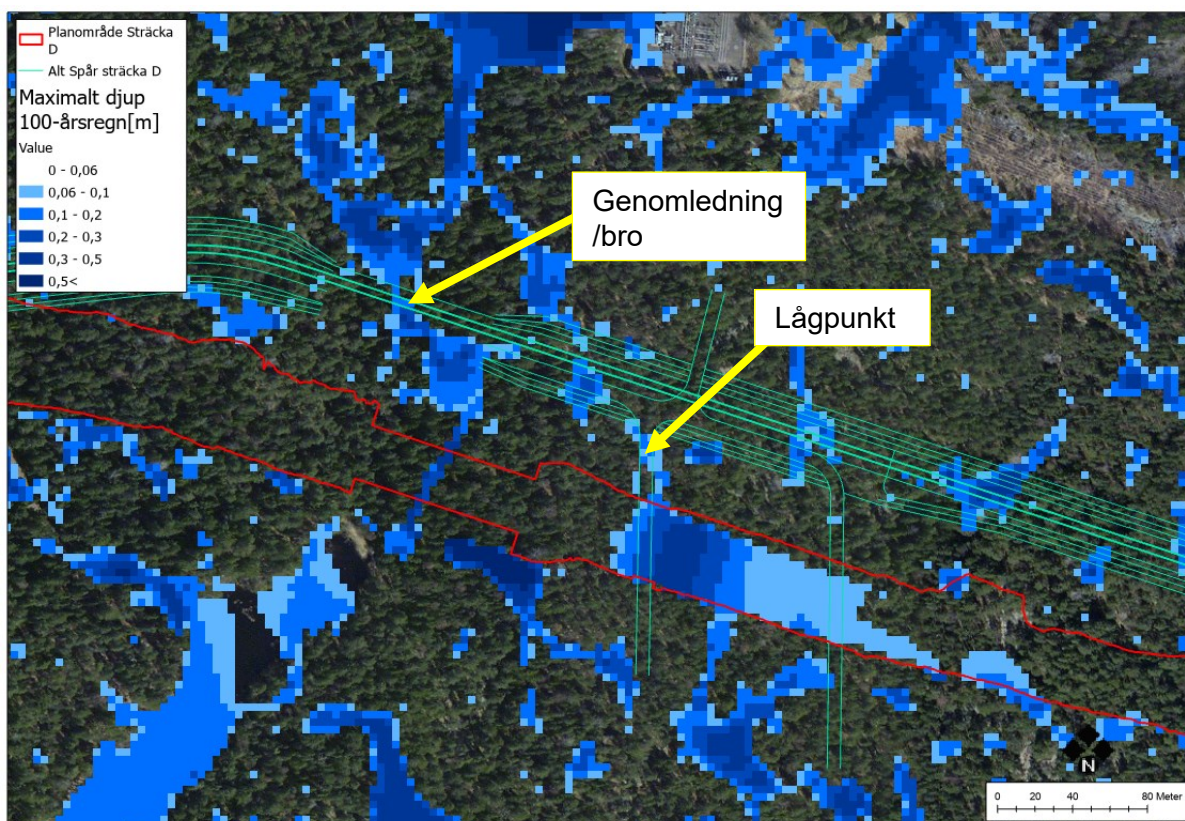 Planområde Sträcka
D
Alt Spår sträcka D
Maximalt djup
100-årsregn[m]
Value
0 - 0,06
0,06 - 0,1
0,1 - 0,2
0,2 - 0,3
0,3 - 0,5
0,5<
Genomledning
/bro
Lågpunkt
N
0 20 40 80 Meter